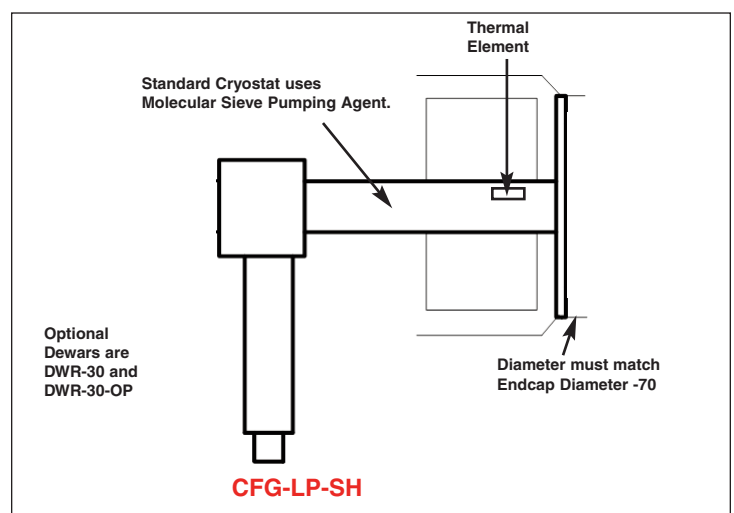 Thermal
Element
Standard Cryostat uses
Molecular Sieve Pumping Agent.
Optional
Dewars are
DWR-30 and
DWR-30-OP
Diameter must match
Endcap Diameter -70
CFG-LP-SH